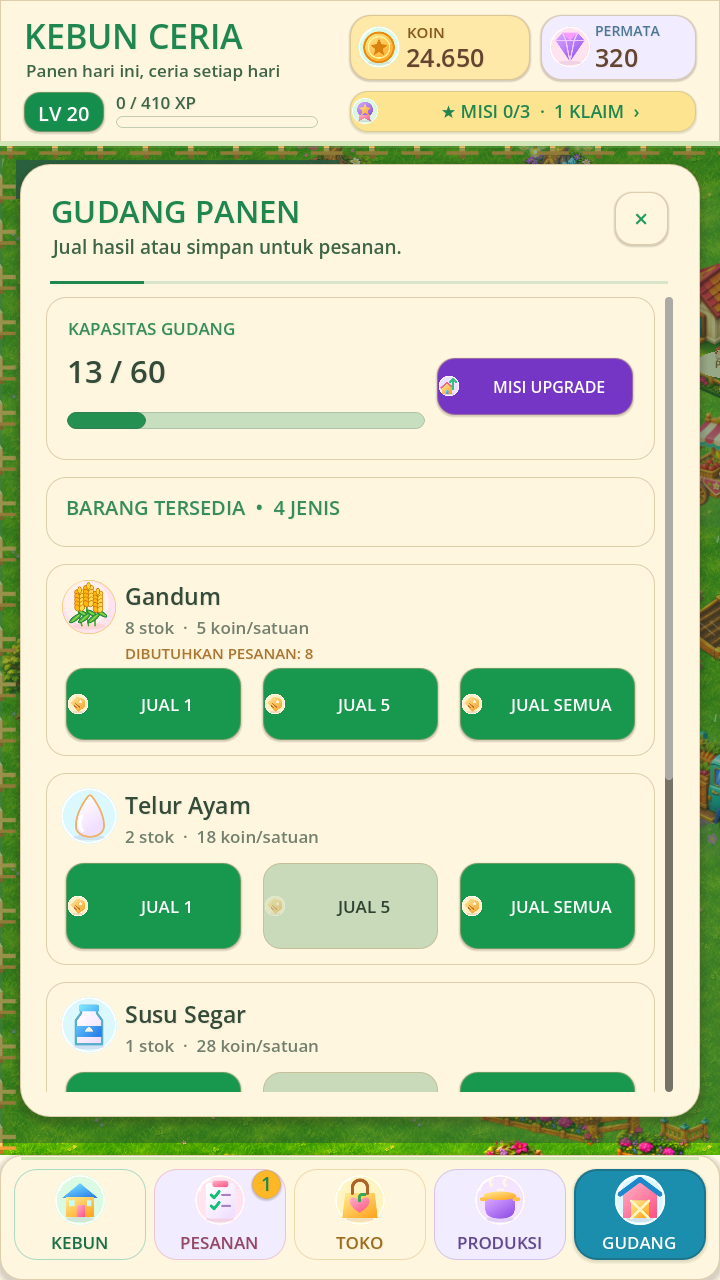 KEBUN CERIA
Panen hari ini, ceria setiap hari
LV 20
0 / 410 XP
KOIN
24.650
PERMATA
320
★ MISI 0/3 · 1 KLAIM ›
GUDANG PANEN
Jual hasil atau simpan untuk pesanan.
×
KAPASITAS GUDANG
13 / 60
MISI UPGRADE
BARANG TERSEDIA • 4 JENIS
Gandum
8 stok · 5 koin/satuan
DIBUTUHKAN PESANAN: 8
JUAL 1
JUAL 5
JUAL SEMUA
Telur Ayam
2 stok · 18 koin/satuan
JUAL 1
JUAL 5
JUAL SEMUA
Susu Segar
1 stok · 28 koin/satuan
KEBUN
PESANAN
1
TOKO
PRODUKSI
GUDANG